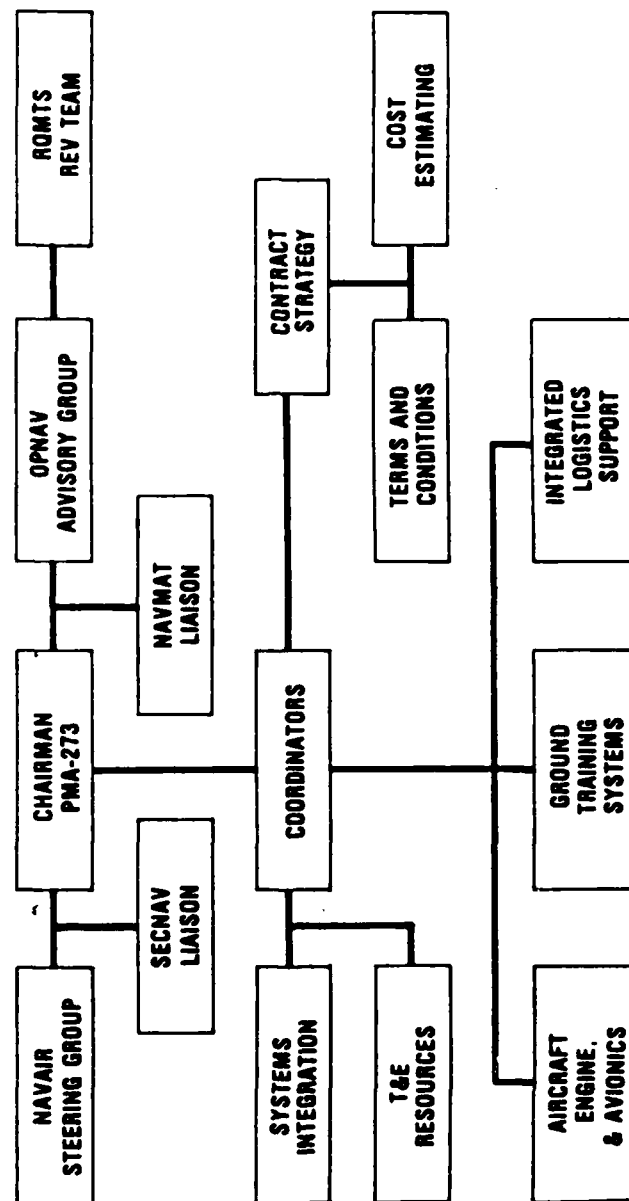 NAVAIR
STEERING GROUP
CHAIRMAN
PMA-273
OPNAV
ADVISORY GROUP
RQMTS
REV TEAM
SECNAV
LIAISON
NAVMAT
LIAISON
SYSTEMS
INTEGRATION
COORDINATORS
CONTRACT
STRATEGY
T&E
RESOURCES
TERMS AND
CONDITIONS
COST
ESTIMATING
AIRCRAFT
ENGINE,
& AVIONICS
GROUND
TRAINING
SYSTEMS
INTEGRATED
LOGISTICS
SUPPORT